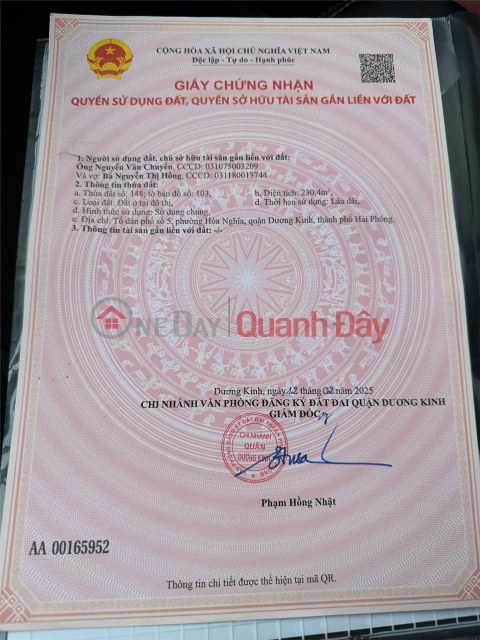 CỘNG HÒA XÃ HỘI CHỦ NGHĨA VIỆT NAM
Độc lập - Tự do - Hạnh phúc
GIẤY CHỨNG NHẬN
QUYỀN SỬ DỤNG ĐẤT, QUYỀN SỞ HỮU TÀI SẢN GẮN LIỀN VỚI ĐẤT
1. Người sử dụng đất, chủ sở hữu tài sản gắn liền với đất:
Ông Nguyễn Văn Chuyển, CCCD: 031075003209
Và vợ: Bà Nguyễn Thị Hồng, CCCD: 031180013744
2. Thông tin thửa đất:
a. Thửa đất số: 148; tờ bản đồ số: 103,
b. Diện tích: 230,4m²,
c. Loại đất: Đất ở tại đô thị,
d. Thời hạn sử dụng: Lâu dài,
đ. Hình thức sử dụng: Sử dụng chung,
e. Địa chỉ: Tổ dân phố số 5, phường Hòa Nghĩa, quận Dương Kinh, thành phố Hải Phòng.
3. Thông tin tài sản gắn liền với đất: -/-
ONEDAY Quanh Đây
Dương Kinh, ngày 12 tháng 02 năm 2025
CHI NHÁNH VĂN PHÒNG ĐĂNG KÝ ĐẤT ĐAI QUẬN DƯƠNG KINH
GIÁM ĐỐC
CHI NHÁNH
QUẬN
DƯƠNG KINH
Phạm Hồng Nhật
AA 00165952
Thông tin chi tiết được thể hiện tại mã QR.